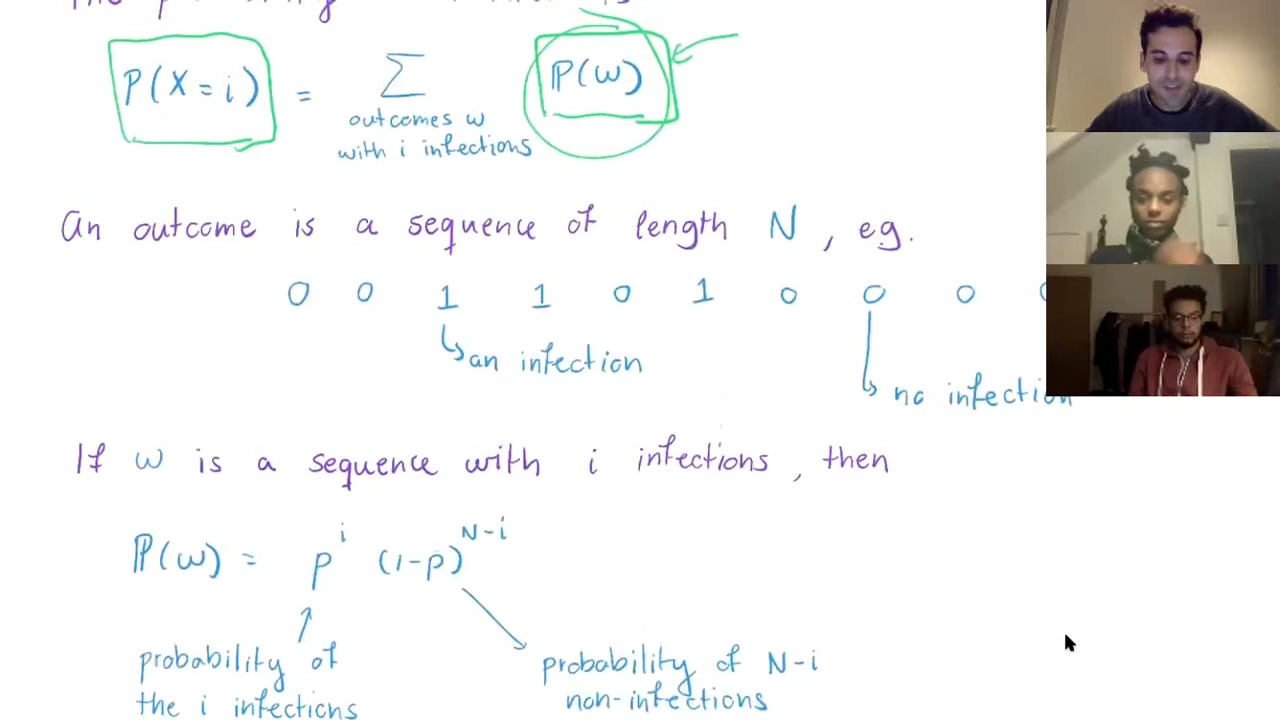 P(X=i) = ∑ ℙ(ω)
outcomes ω
with i infections
An outcome is a sequence of length N, eg.
0 0 1 1 0 1 0 0 0
an infection
no infection
If ω is a sequence with i infections, then
ℙ(ω) = p^i (1-p)^{N-i}
probability of
the i infections
probability of N-i
non-infections